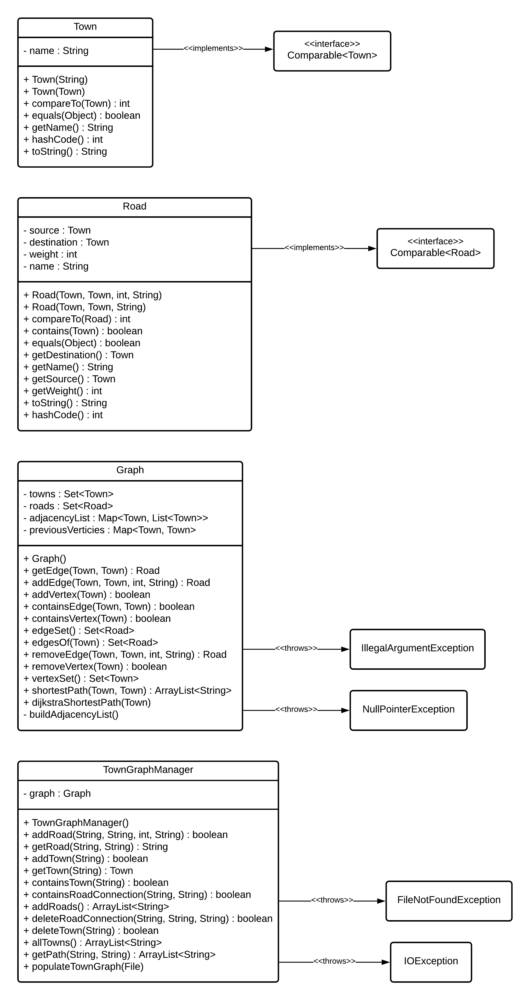 Town
- name : String
<<implements>>
<<interface>>
Comparable<Town>
+ Town(String)
+ Town(Town)
+ compareTo(Town) : int
+ equals(Object) : boolean
+ getName() : String
+ hashCode() : int
+ toString() : String
Road
- source : Town
- destination : Town
- weight : int
- name : String
<<implements>>
<<interface>>
Comparable<Road>
+ Road(Town, Town, int, String)
+ Road(Town, Town, String)
+ compareTo(Road) : int
+ contains(Town) : boolean
+ equals(Object) : boolean
+ getDestination() : Town
+ getName() : String
+ getSource() : Town
+ getWeight() : int
+ toString() : String
+ hashCode() : int
Graph
- towns : Set<Town>
- roads : Set<Road>
- adjacencyList : Map<Town, List<Town>>
- previousVerticies : Map<Town, Town>
+ Graph()
+ getEdge(Town, Town) : Road
+ addEdge(Town, Town, int, String) : Road
+ addVertex(Town) : boolean
+ containsEdge(Town, Town) : boolean
+ containsVertex(Town) : boolean
+ edgeSet() : Set<Road>
+ edgesOf(Town) : Set<Road>
+ removeEdge(Town, Town, int, String) : Road
+ removeVertex(Town) : boolean
+ vertexSet() : Set<Town>
+ shortestPath(Town, Town) : ArrayList<String>
+ dijkstraShortestPath(Town)
- buildAdjacencyList()
<<throws>>
IllegalArgumentException
<<throws>>
NullPointerException
TownGraphManager
- graph : Graph
+ TownGraphManager()
+ addRoad(String, String, int, String) : boolean
+ getRoad(String, String) : String
+ addTown(String) : boolean
+ getTown(String) : Town
+ containsTown(String) : boolean
+ containsRoadConnection(String, String) : boolean
+ addRoads() : ArrayList<String>
+ deleteRoadConnection(String, String, String) : boolean
+ deleteTown(String) : boolean
+ allTowns() : ArrayList<String>
+ getPath(String, String) : ArrayList<String>
+ populateTownGraph(File)
<<throws>>
FileNotFoundException
<<throws>>
IOException